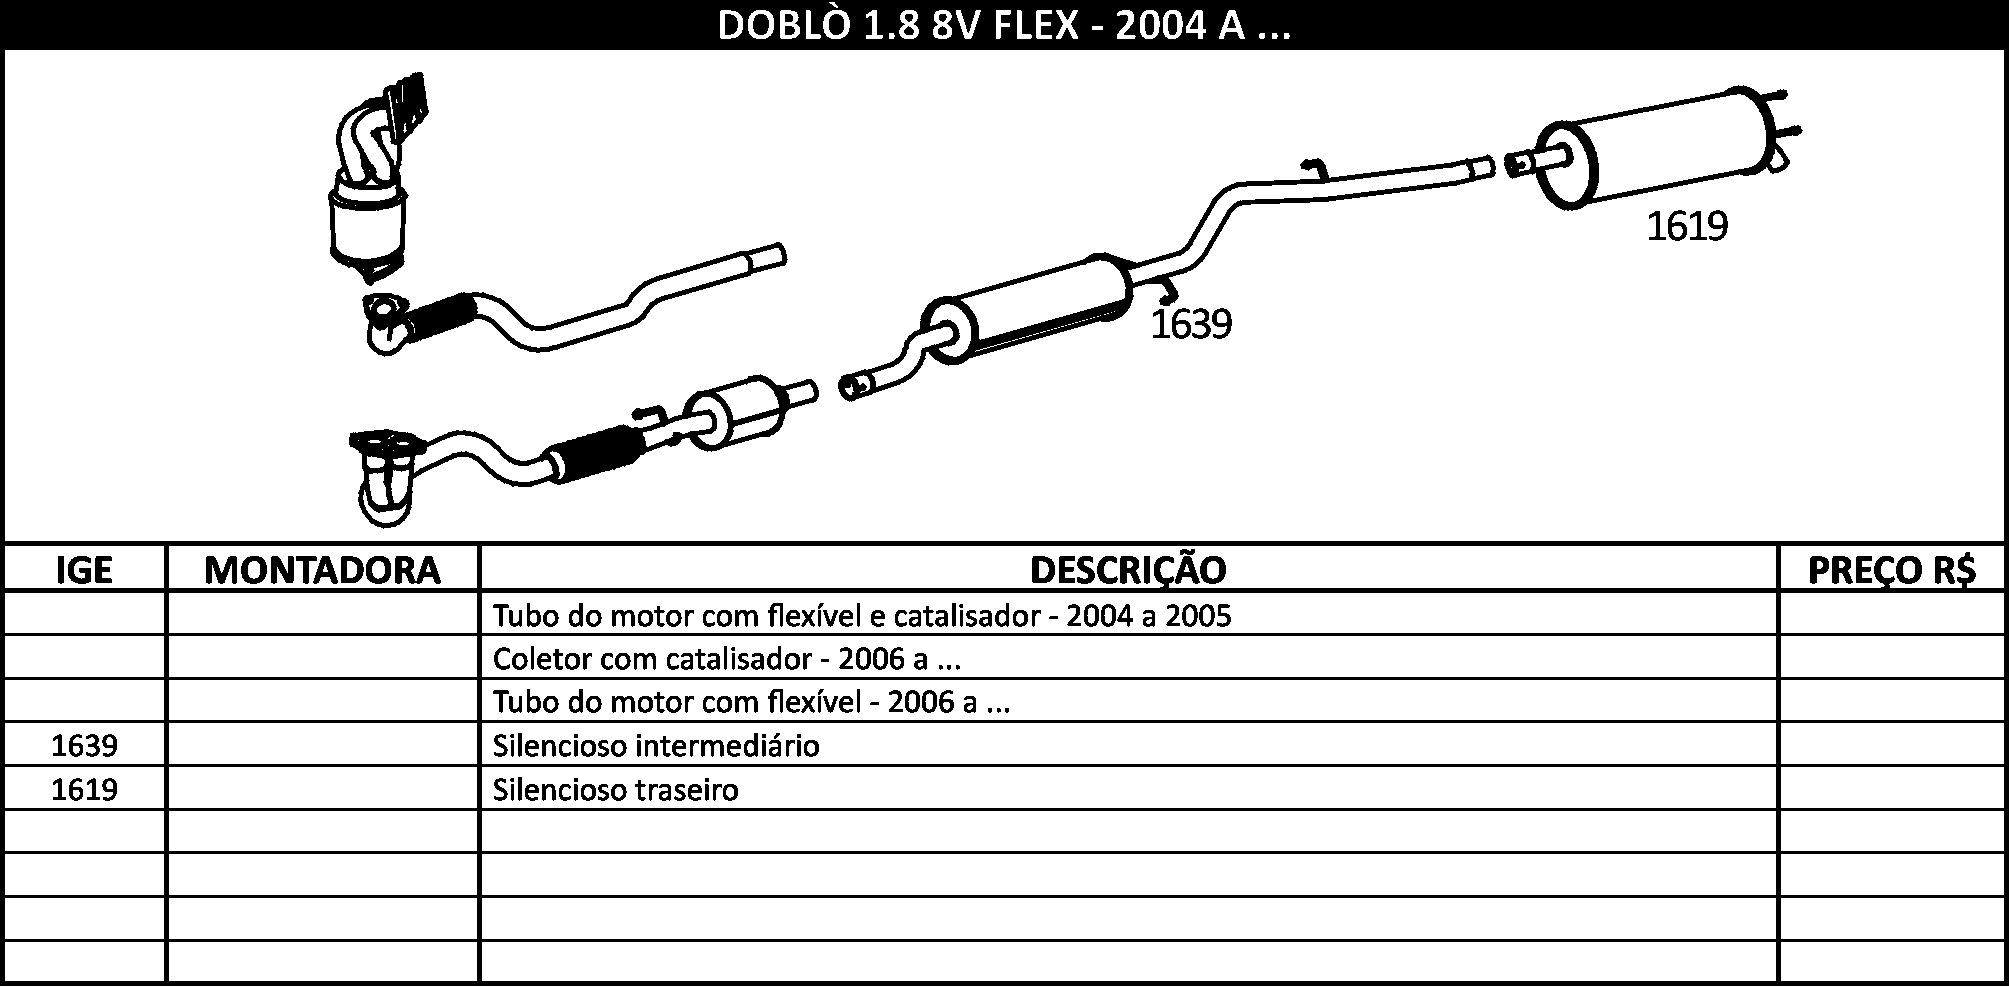 DOBLÒ 1.8 8V FLEX - 2004 A ...
1619
1639
IGE MONTADORA DESCRIÇÃO PREÇO R$
Tubo do motor com flexível e catalisador - 2004 a 2005
Coletor com catalisador - 2006 a ...
Tubo do motor com flexível - 2006 a ...
1639 Silencioso intermediário
1619 Silencioso traseiro